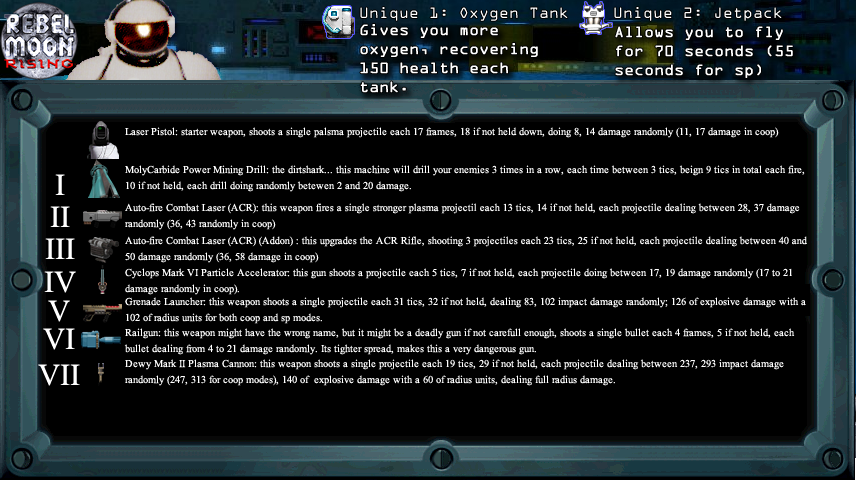 REBEL
MOON
RISING
Unique 1: Oxygen Tank
Gives you more
oxygen, recovering
150 health each
tank.
Unique 2: Jetpack
Allows you to fly
for 70 seconds (55
seconds for sp)
Laser Pistol: starter weapon, shoots a single palsma projectile each 17 frames, 18 if not held down, doing 8, 14 damage randomly (11, 17 damage in coop)
I
MolyCarbide Power Mining Drill: the dirtshark... this machine will drill your enemies 3 times in a row, each time between 3 tics, beign 9 tics in total each fire,
10 if not held, each drill doing randomly betewen 2 and 20 damage.
II
Auto-fire Combat Laser (ACR): this weapon fires a single stronger plasma projectil each 13 tics, 14 if not held, each projectile dealing between 28, 37 damage
randomly (36, 43 randomly in coop)
III
Auto-fire Combat Laser (ACR) (Addon) : this upgrades the ACR Rifle, shooting 3 projectiles each 23 tics, 25 if not held, each projectile dealing between 40 and
50 damage randomly (36, 58 damage in coop)
IV
Cyclops Mark VI Particle Accelerator: this gun shoots a projectile each 5 tics, 7 if not held, each projectile doing between 17, 19 damage randomly (17 to 21
damage randomly in coop).
V
Grenade Launcher: this weapon shoots a single projectile each 31 tics, 32 if not held, dealing 83, 102 impact damage randomly; 126 of explosive damage with a
102 of radius units for both coop and sp modes.
VI
Railgun: this weapon might have the wrong name, but it might be a deadly gun if not carefull enough, shoots a single bullet each 4 frames, 5 if not held, each
bullet dealing from 4 to 21 damage randomly. Its tighter spread, makes this a very dangerous gun.
VII
Dewy Mark II Plasma Cannon: this weapon shoots a single projectile each 19 tics, 29 if not held, each projectile dealing between 237, 293 impact damage
randomly (247, 313 for coop modes), 140 of  explosive damage with a 60 of radius units, dealing full radius damage.